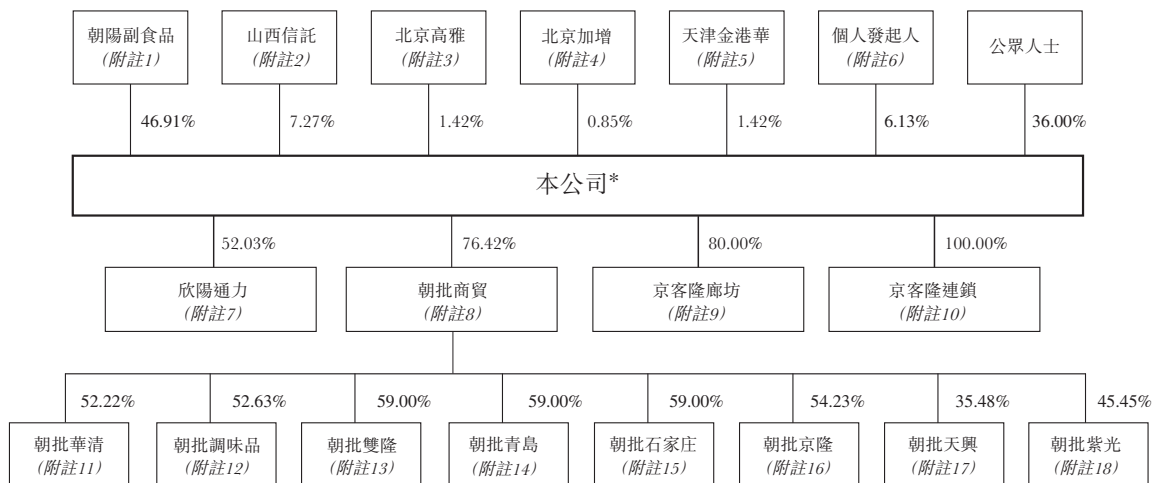 朝陽副食品 山西信託 北京高雅 北京加增 天津金港華 個人發起人 公眾人士
(附註1) (附註2) (附註3) (附註4) (附註5) (附註6)
46.91% 7.27% 1.42% 0.85% 1.42% 6.13% 36.00%
本公司*
52.03% 76.42% 80.00% 100.00%
欣陽通力 朝批商貿 京客隆廊坊 京客隆連鎖
(附註7) (附註8) (附註9) (附註10)
52.22% 52.63% 59.00% 59.00% 59.00% 54.23% 35.48% 45.45%
朝批華清 朝批調味品 朝批雙隆 朝批青島 朝批石家庄 朝批京隆 朝批天興 朝批紫光
(附註11) (附註12) (附註13) (附註14) (附註15) (附註16) (附註17) (附註18)